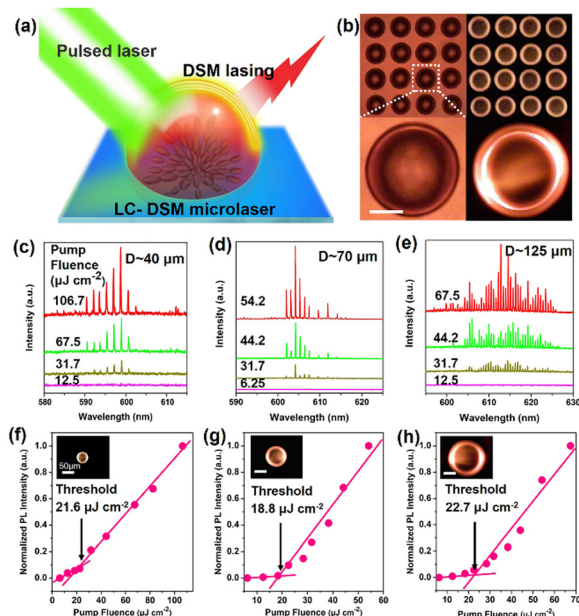 (a)
Pulsed laser
DSM lasing
LC- DSM microlaser
(b)
(c)
Pump
Fluence
(μJ cm-2)
D~40 μm
106.7
67.5
31.7
12.5
Intensity (a.u.)
580 590 600 610
Wavelength (nm)
(d)
D~70 μm
54.2
44.2
31.7
6.25
Intensity (a.u.)
590 600 610 620
Wavelength (nm)
(e)
D~125 μm
67.5
44.2
31.7
12.5
Intensity (a.u.)
590 600 610 620 630
Wavelength (nm)
(f)
50μm
Threshold
21.6 μJ cm-2
Normalized PL Intensity (a.u.)
1.0
0.8
0.6
0.4
0.2
0.0
0 20 40 60 80 100
Pump Fluence (μJ cm-2)
(g)
Threshold
18.8 μJ cm-2
Normalized PL Intensity (a.u.)
1.0
0.8
0.6
0.4
0.2
0.0
0 10 20 30 40 50 60
Pump Fluence (μJ cm-2)
(h)
Threshold
22.7 μJ cm-2
Normalized PL Intensity (a.u.)
1.0
0.8
0.6
0.4
0.2
0.0
0 10 20 30 40 50 60 70
Pump Fluence (μJ cm-2)